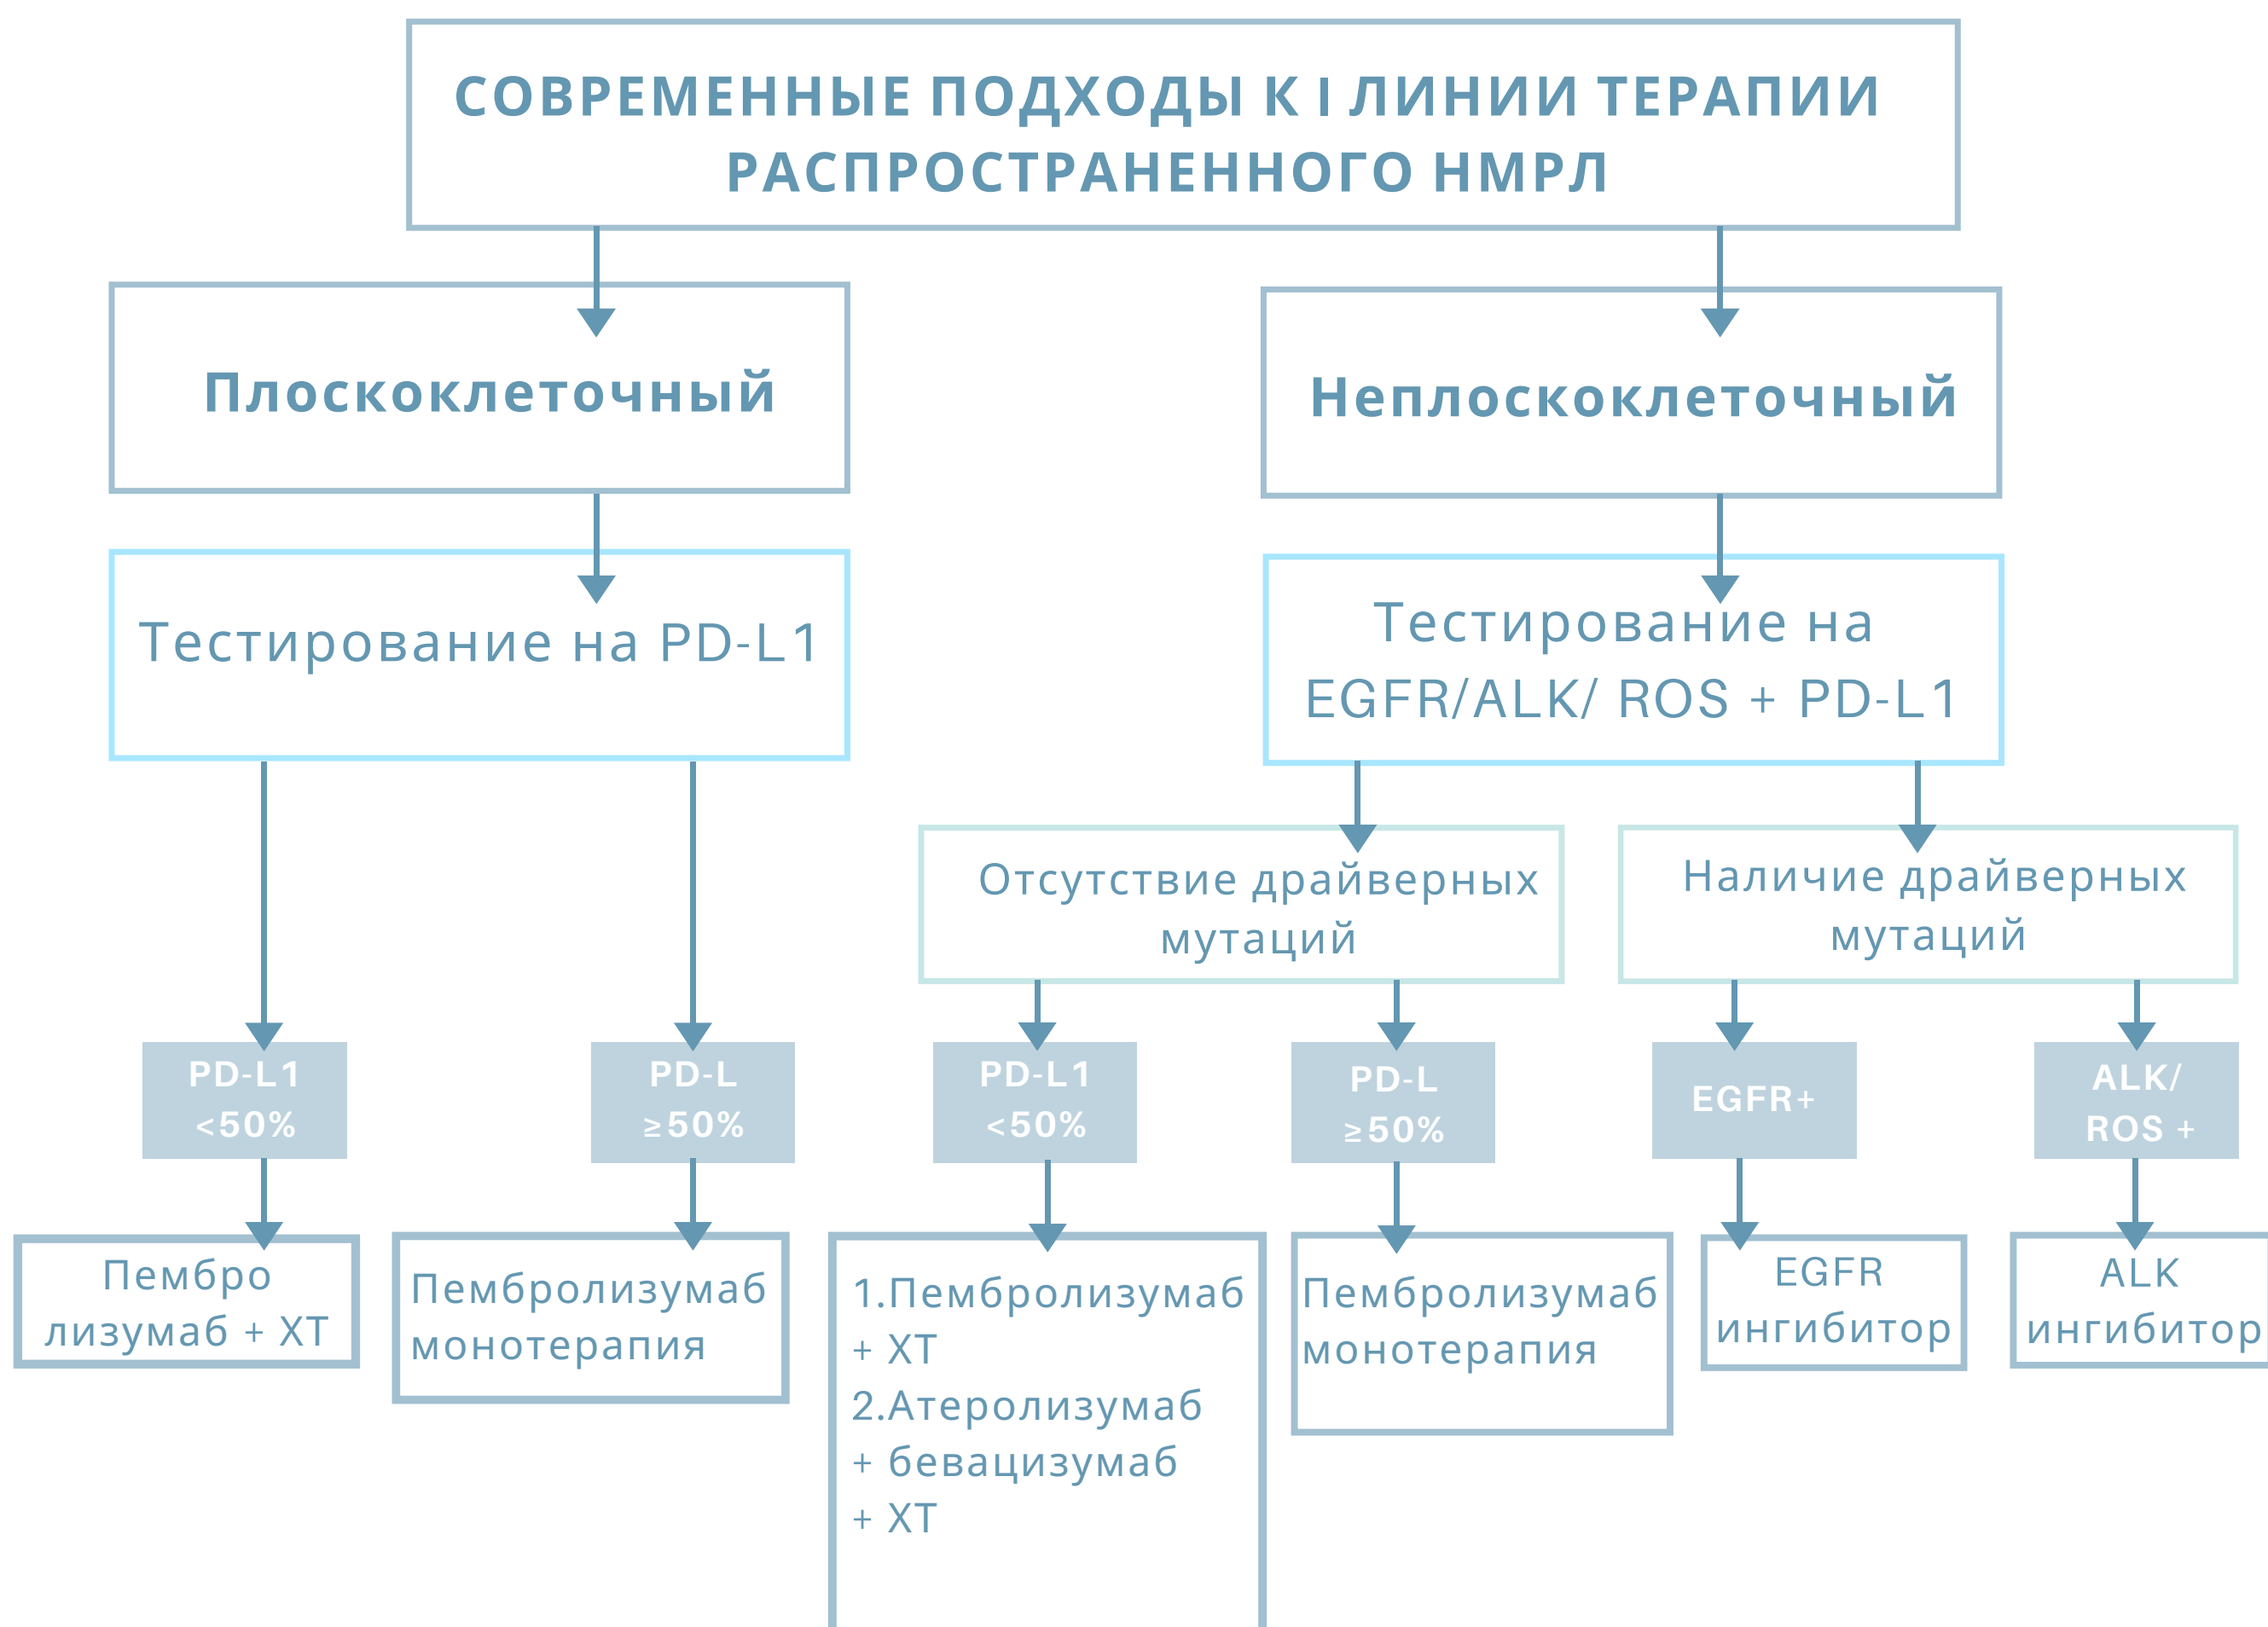 СОВРЕМЕННЫЕ ПОДХОДЫ К I ЛИНИИ ТЕРАПИИ
РАСПРОСТРАНЕННОГО НМРЛ
Плоскоклеточный
Неплоскоклеточный
Тестирование на PD-L1
Тестирование на
EGFR/ALK/ ROS + PD-L1
Отсутствие драйверных
мутаций
Наличие драйверных
мутаций
PD-L1
<50%
PD-L
≥50%
PD-L1
<50%
PD-L
≥50%
EGFR+
ALK/
ROS +
Пембро
лизумаб + ХТ
Пембролизумаб
монотерапия
1.Пембролизумаб
+ ХТ
2.Атеролизумаб
+ бевацизумаб
+ ХТ
Пембролизумаб
монотерапия
EGFR
ингибитор
ALK
ингибитор